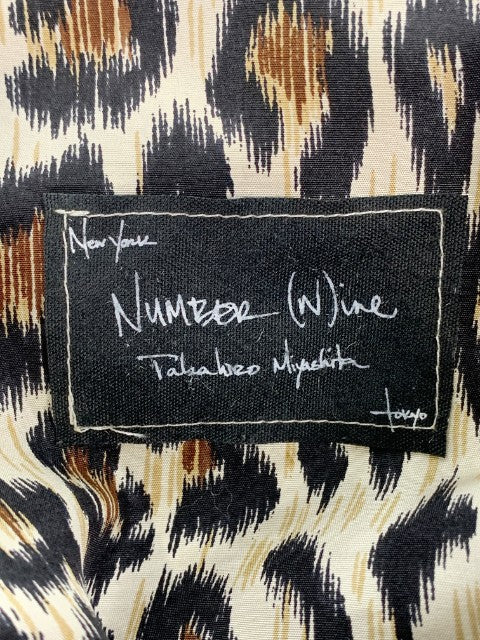 New York
NUMBER (N)ine
Takahiro Miyashita
tokyo